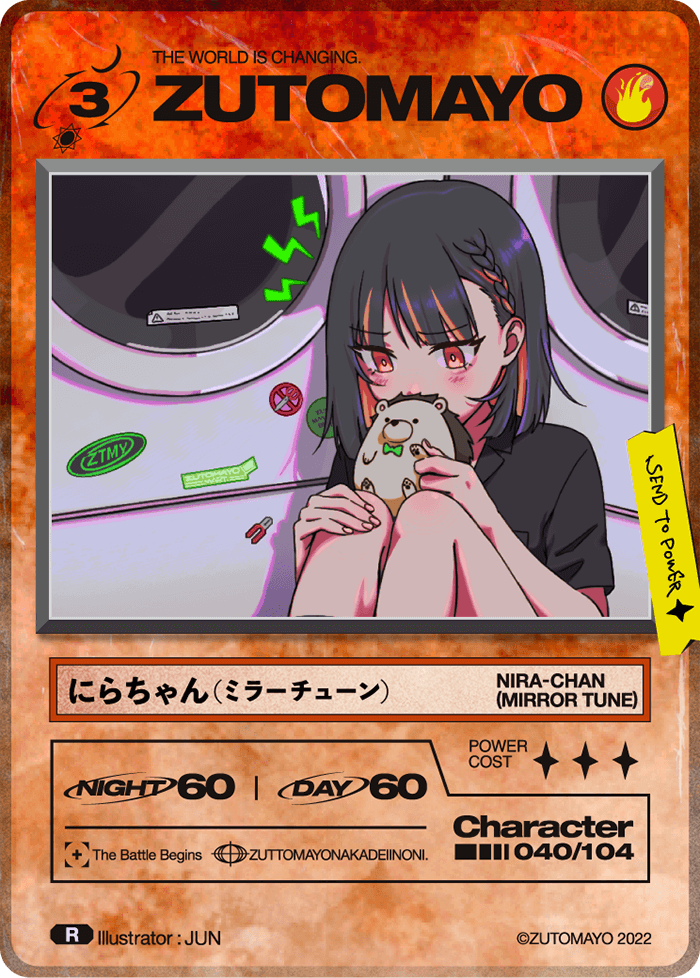 THE WORLD IS CHANGING.
3
ZUTOMAYO
ZTMY
ZUTOMAYO
SEND TO POWER
にらちゃん(ミラーチューン)
NIRA-CHAN
(MIRROR TUNE)
POWER
COST
NIGHT 60 | DAY 60
Character
040/104
The Battle Begins
ZUTTOMAYONAKADEIINONI.
R
Illustrator : JUN
©ZUTOMAYO 2022